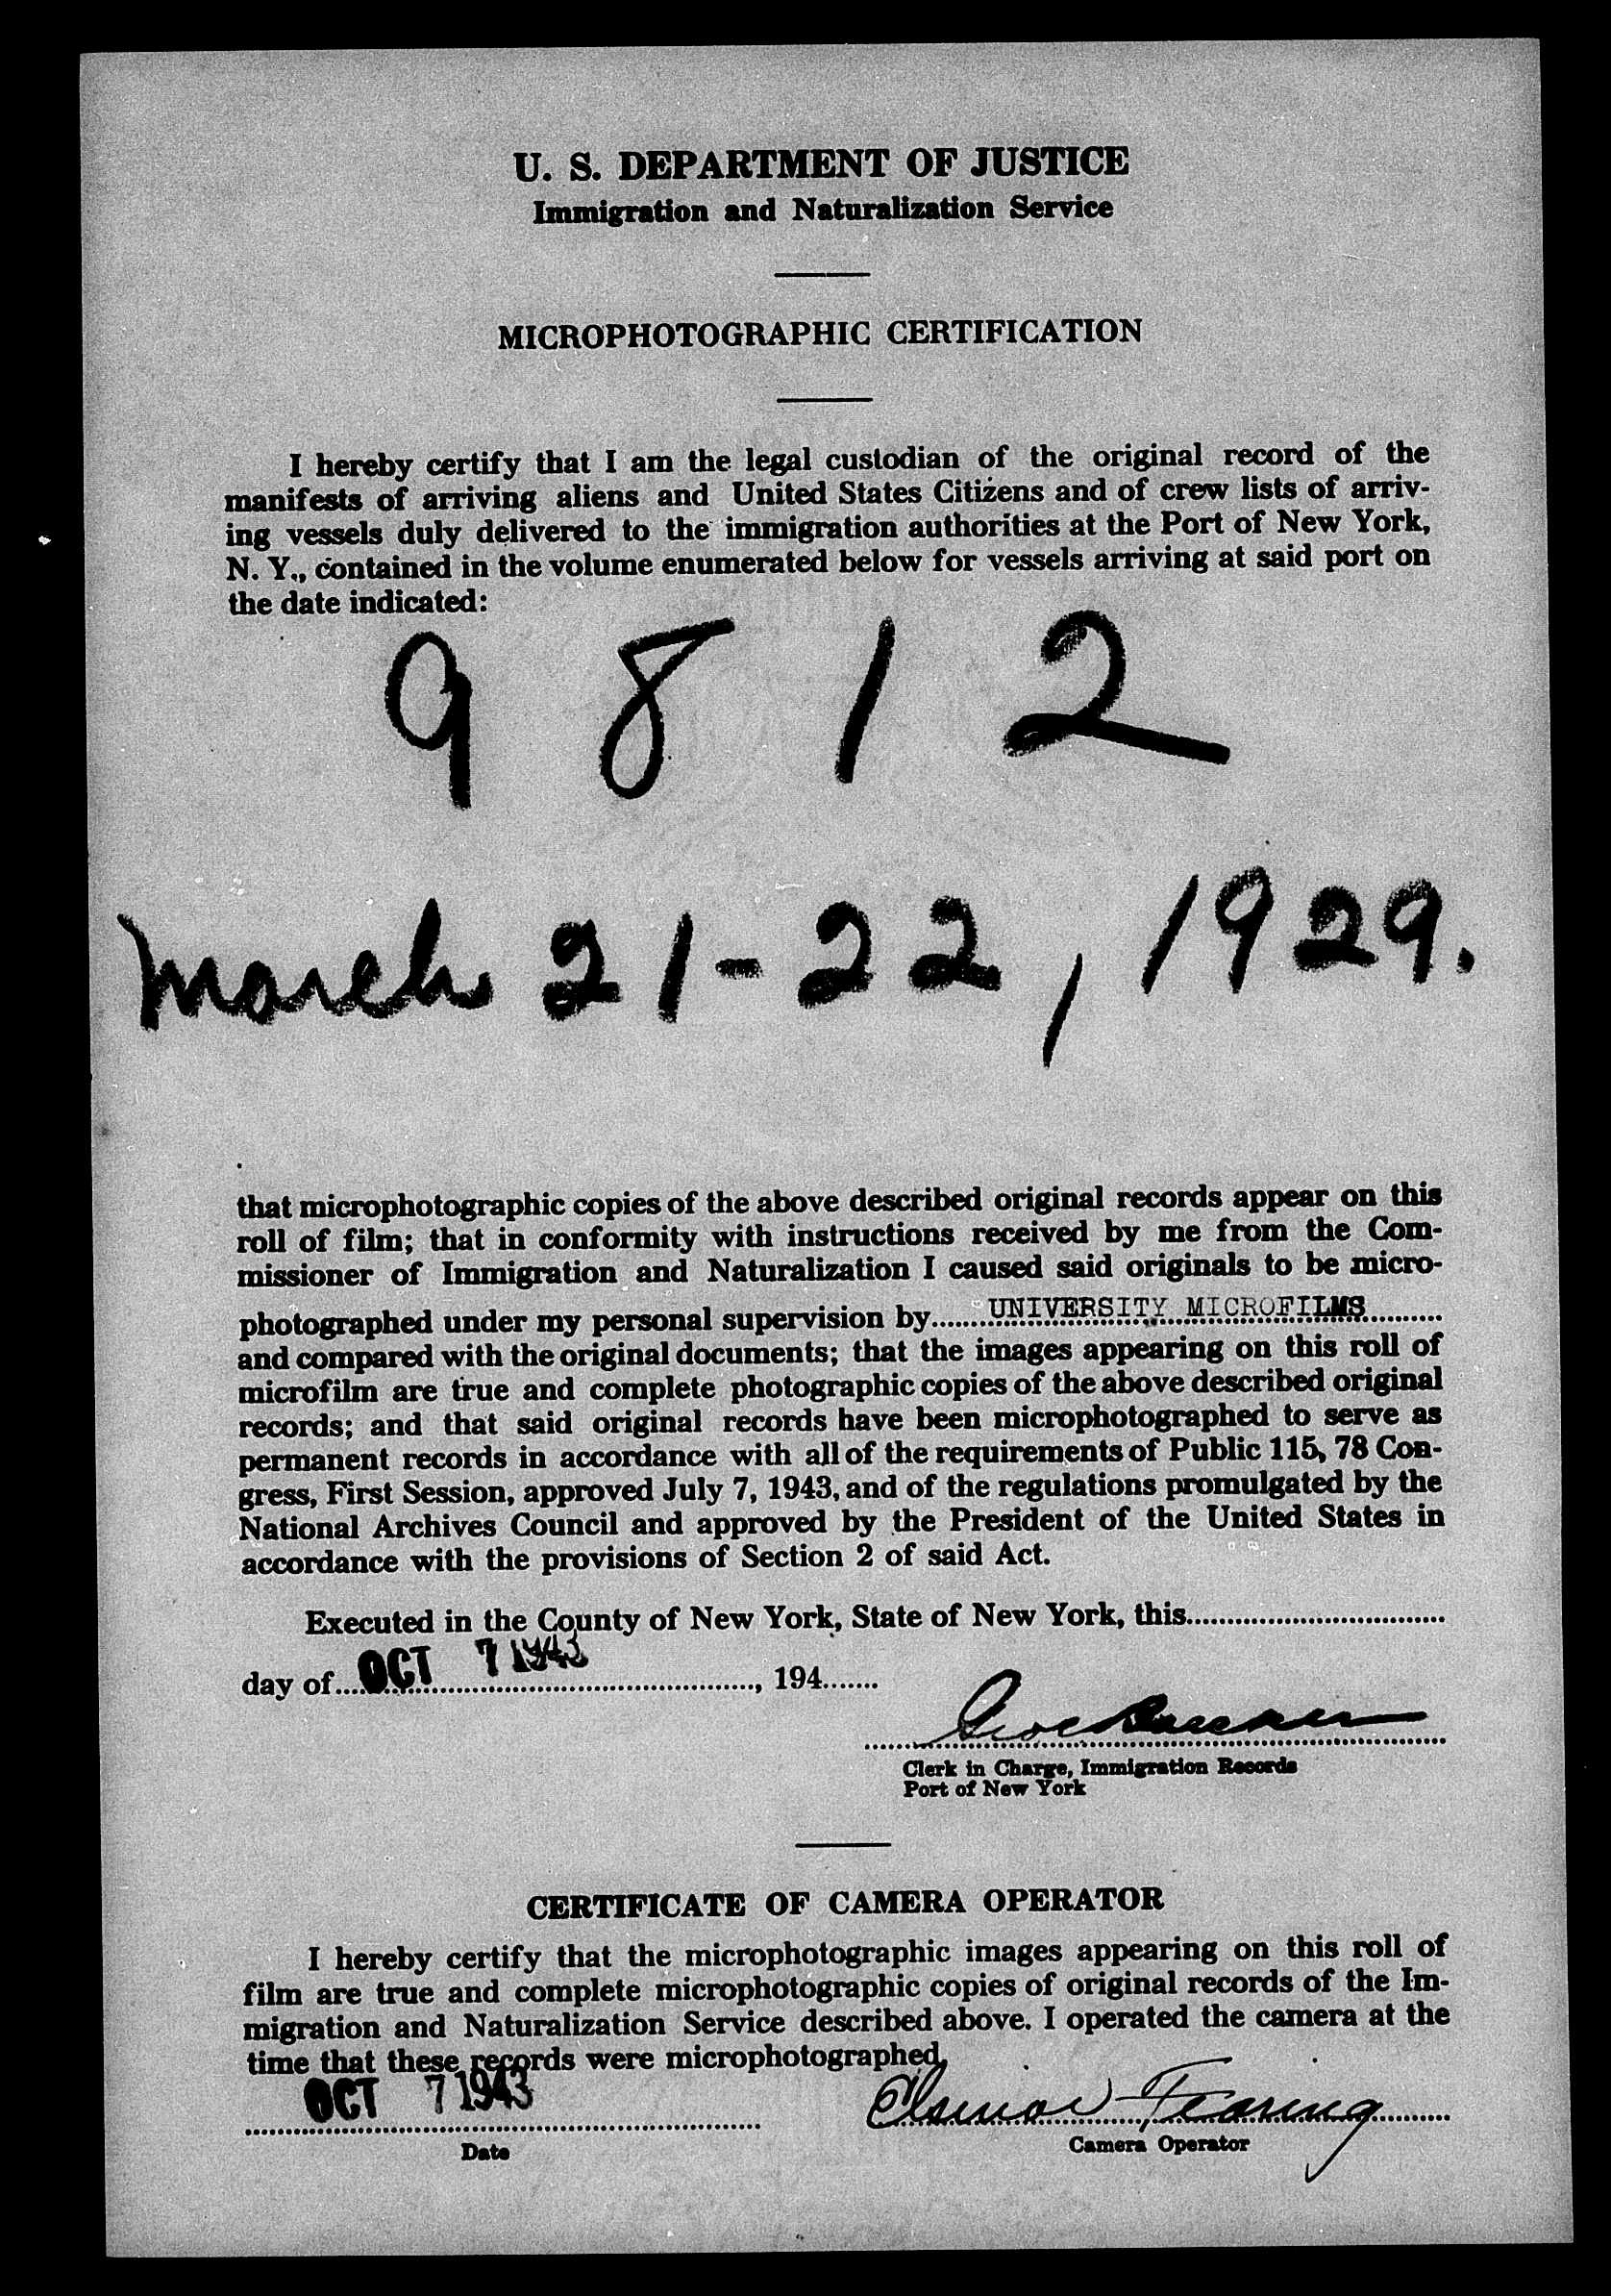 U. S. DEPARTMENT OF JUSTICE
Immigration and Naturalization Service
MICROPHOTOGRAPHIC CERTIFICATION
I hereby certify that I am the legal custodian of the original record of the
manifests of arriving aliens and United States Citizens and of crew lists of arriv-
ing vessels duly delivered to the immigration authorities at the Port of New York,
N. Y., contained in the volume enumerated below for vessels arriving at said port on
the date indicated:
9812
March 21-22, 1929.
that microphotographic copies of the above described original records appear on this
roll of film; that in conformity with instructions received by me from the Com-
missioner of Immigration and Naturalization I caused said originals to be micro-
photographed under my personal supervision by UNIVERSITY MICROFILMS
and compared with the original documents; that the images appearing on this roll of
microfilm are true and complete photographic copies of the above described original
records; and that said original records have been microphotographed to serve as
permanent records in accordance with all of the requirements of Public 115, 78 Con-
gress, First Session, approved July 7, 1943, and of the regulations promulgated by the
National Archives Council and approved by the President of the United States in
accordance with the provisions of Section 2 of said Act.
Executed in the County of New York, State of New York, this
day of OCT 7 1943, 194
Clerk in Charge, Immigration Records
Port of New York
CERTIFICATE OF CAMERA OPERATOR
I hereby certify that the microphotographic images appearing on this roll of
film are true and complete microphotographic copies of original records of the Im-
migration and Naturalization Service described above. I operated the camera at the
time that these records were microphotographed.
OCT 7 1943 Fearing
Date Camera Operator